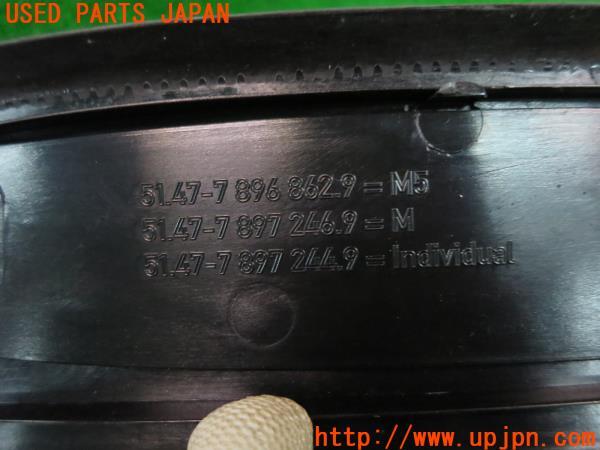 USED PARTS JAPAN
51.47-7 896 862.9 = M5
51.47-7 897 246.9 = M
51.47-7 897 244.9 = Individual
http://www.upjpn.com